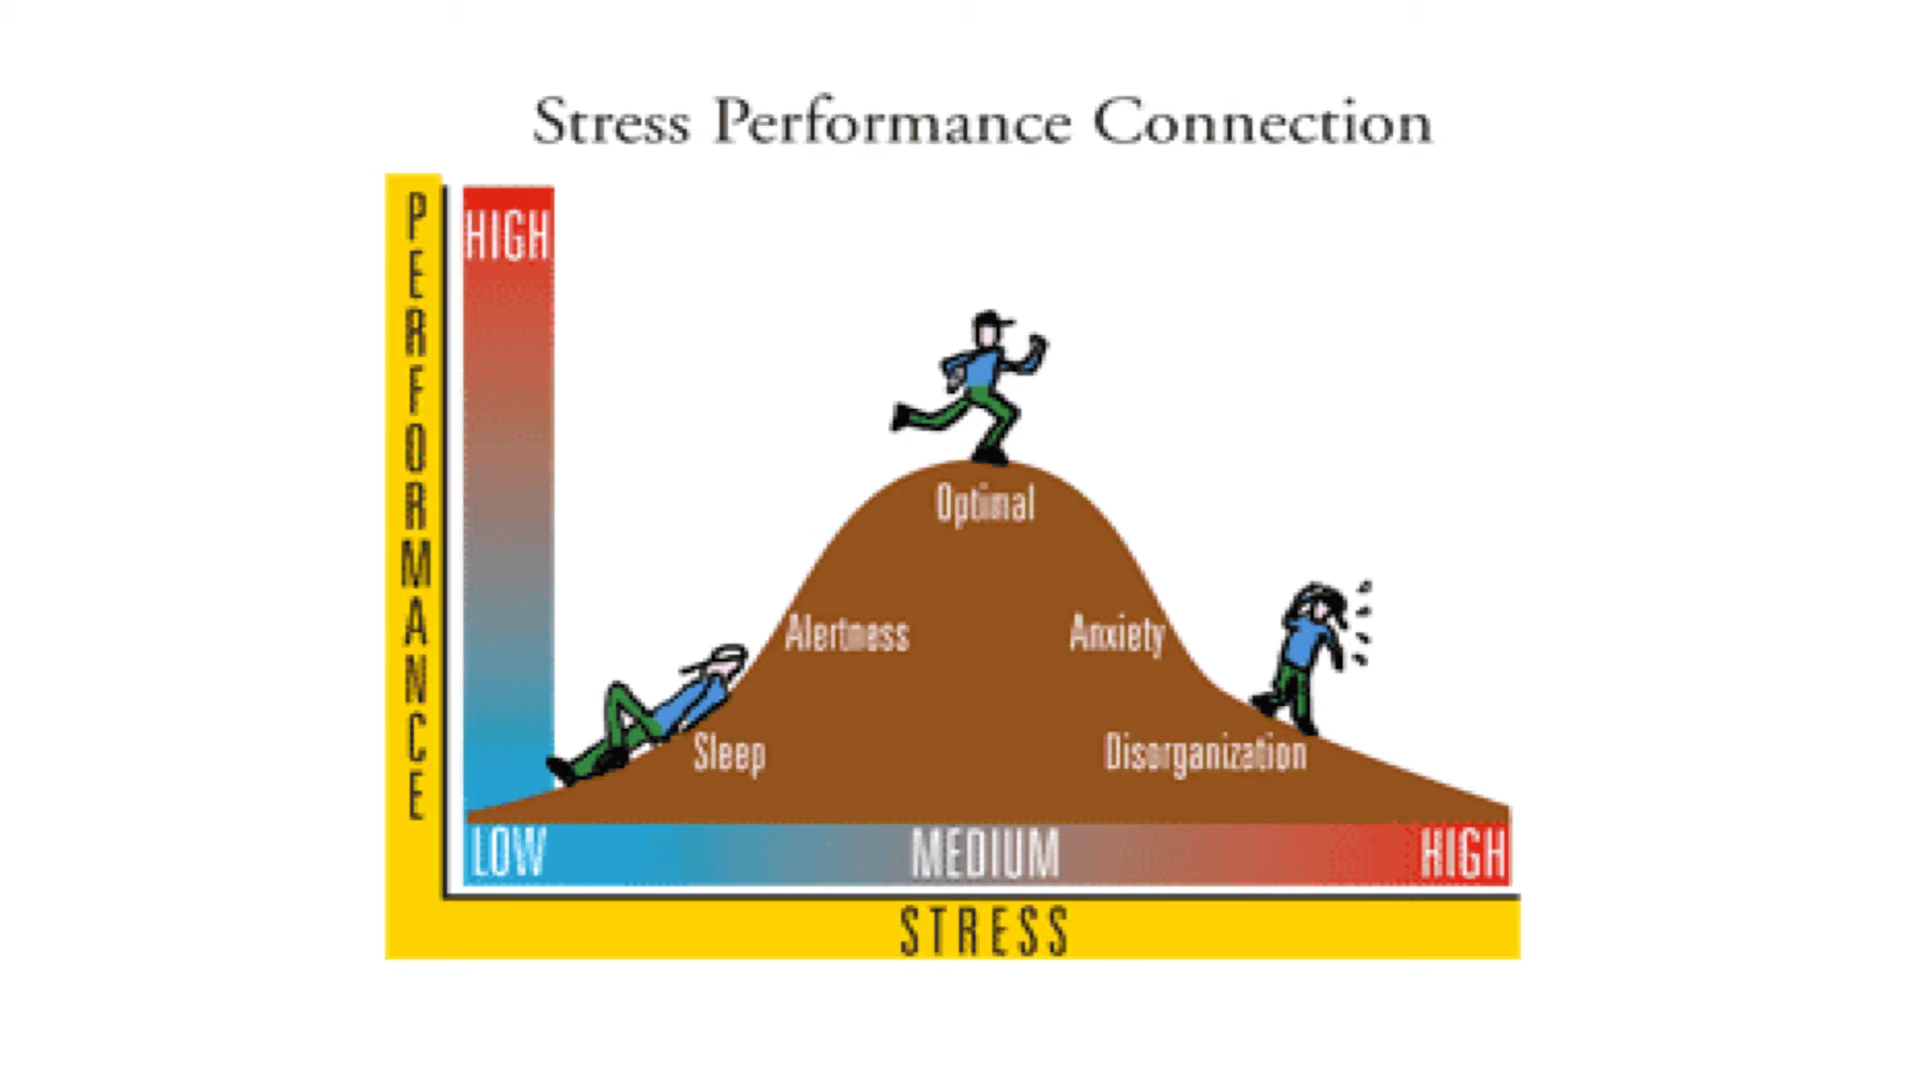 Stress Performance Connection
PERFORMANCE
HIGH
Optimal
Alertness
Anxiety
Sleep
Disorganization
LOW
MEDIUM
HIGH
STRESS